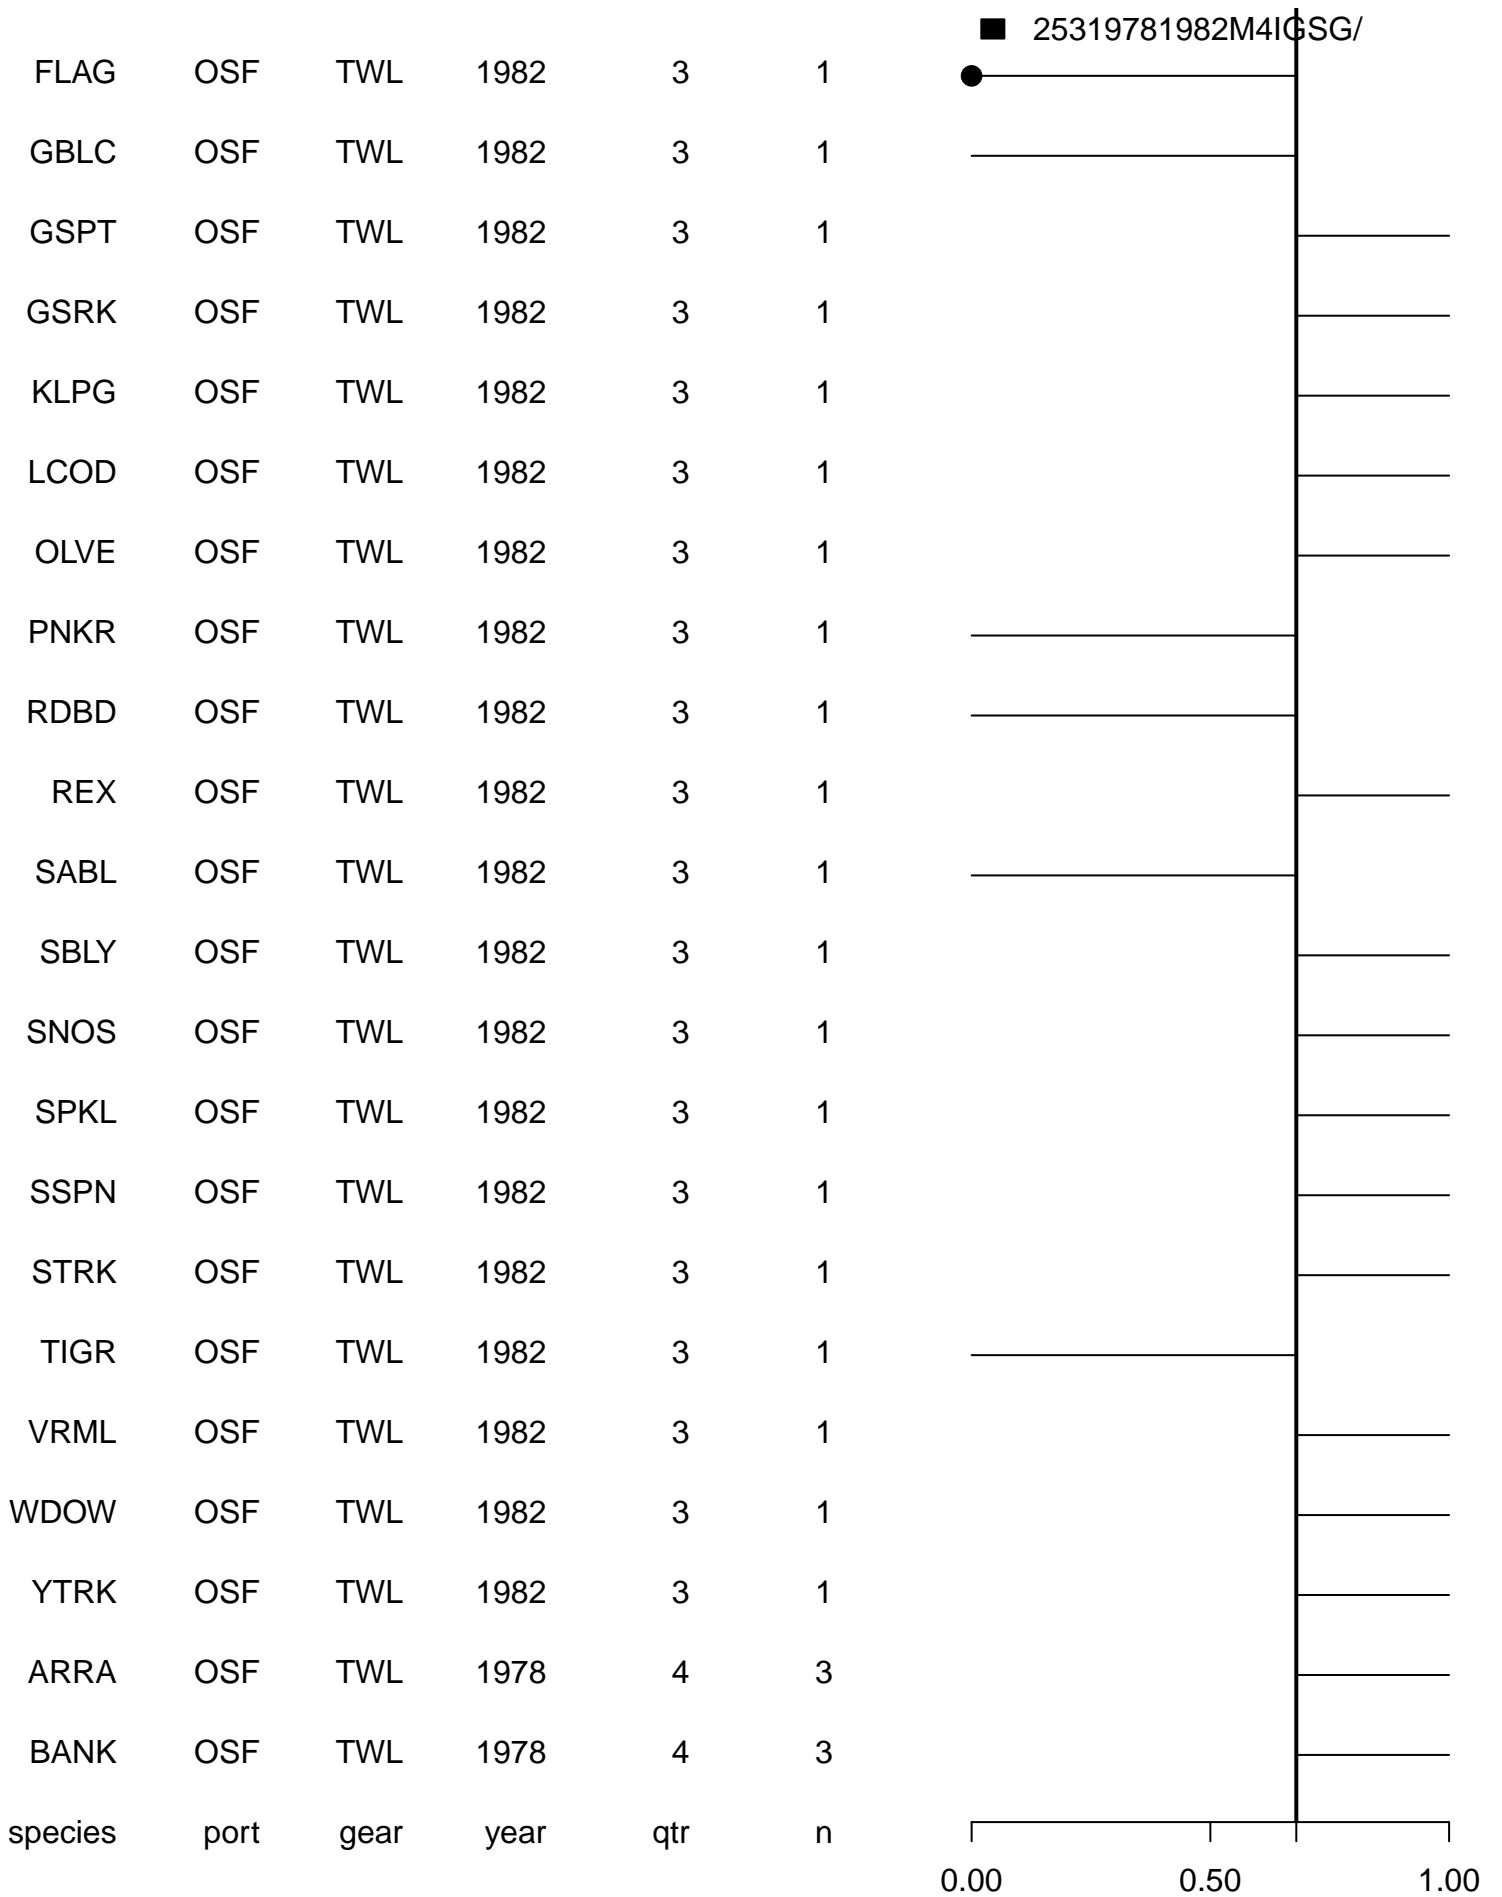 25319781982M4IGSG/
FLAG OSF TWL 1982 3 1
GBLC OSF TWL 1982 3 1
GSPT OSF TWL 1982 3 1
GSRK OSF TWL 1982 3 1
KLPG OSF TWL 1982 3 1
LCOD OSF TWL 1982 3 1
OLVE OSF TWL 1982 3 1
PNKR OSF TWL 1982 3 1
RDBD OSF TWL 1982 3 1
REX OSF TWL 1982 3 1
SABL OSF TWL 1982 3 1
SBLY OSF TWL 1982 3 1
SNOS OSF TWL 1982 3 1
SPKL OSF TWL 1982 3 1
SSPN OSF TWL 1982 3 1
STRK OSF TWL 1982 3 1
TIGR OSF TWL 1982 3 1
VRML OSF TWL 1982 3 1
WDOW OSF TWL 1982 3 1
YTRK OSF TWL 1982 3 1
ARRA OSF TWL 1978 4 3
BANK OSF TWL 1978 4 3
species port gear year qtr n
0.00 0.50 1.00